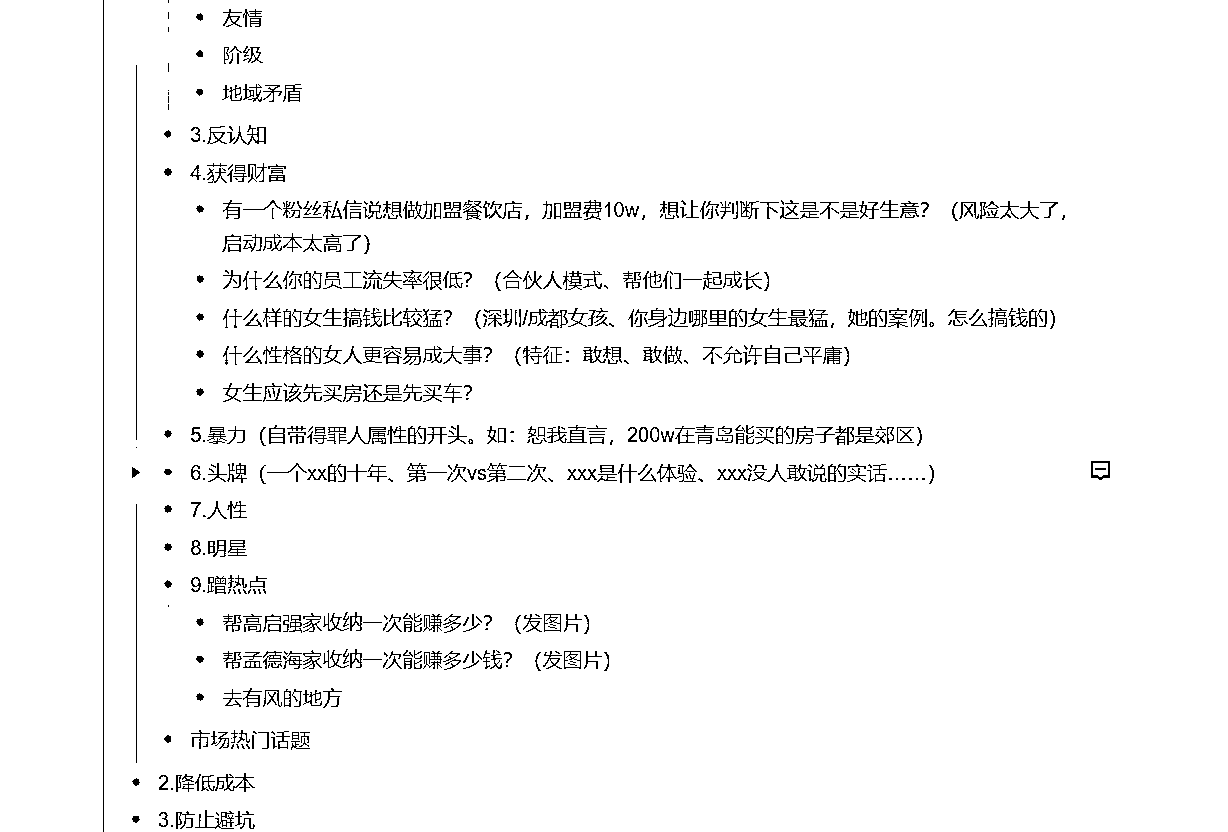 友情
阶级
地域矛盾
3.反认知
4.获得财富
有一个粉丝私信说想做加盟餐饮店，加盟费10w，想让你判断下这是不是好生意？（风险太大了，
启动成本太高了）
为什么你的员工流失率很低？（合伙人模式、帮他们一起成长）
什么样的女生搞钱比较猛？（深圳/成都女孩、你身边哪里的女生最猛，她的案例。怎么搞钱的）
什么性格的女人更容易成大事？（特征：敢想、敢做、不允许自己平庸）
女生应该先买房还是先买车？
5.暴力（自带得罪人属性的开头。如：恕我直言，200w在青岛能买的房子都是郊区）
6.头牌（一个xx的十年、第一次vs第二次、xxx是什么体验、xxx没人敢说的实话……）
7.人性
8.明星
9.蹭热点
帮高启强家收纳一次能赚多少？（发图片）
帮孟德海家收纳一次能赚多少钱？（发图片）
去有风的地方
市场热门话题
2.降低成本
3.防止避坑